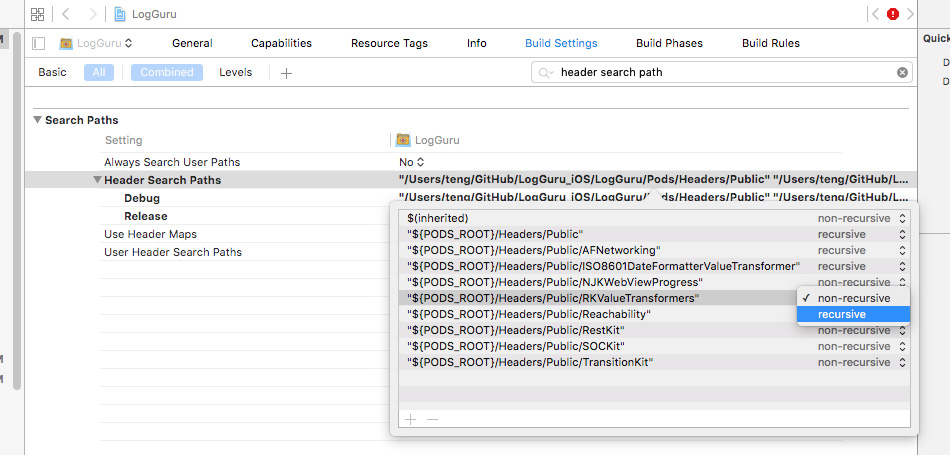 LogGuru
LogGuru General Capabilities Resource Tags Info Build Settings Build Phases Build Rules
Quick
Basic All Combined Levels + header search path
D
D
Search Paths
Setting LogGuru
Always Search User Paths No
Header Search Paths "/Users/teng/GitHub/LogGuru_iOS/LogGuru/Pods/Headers/Public" "/Users/teng/GitHub/L...
Debug "/Users/teng/GitHub/LogGuru_iOS/LogGuru/Pods/Headers/Public" "/Users/teng/GitHub/L...
Release
Use Header Maps
User Header Search Paths
$(inherited) non-recursive
"${PODS_ROOT}/Headers/Public" recursive
"${PODS_ROOT}/Headers/Public/AFNetworking" recursive
"${PODS_ROOT}/Headers/Public/ISO8601DateFormatterValueTransformer" recursive
"${PODS_ROOT}/Headers/Public/NJKWebViewProgress" non-recursive
"${PODS_ROOT}/Headers/Public/RKValueTransformers" non-recursive
"${PODS_ROOT}/Headers/Public/Reachability" recursive
"${PODS_ROOT}/Headers/Public/RestKit" non-recursive
"${PODS_ROOT}/Headers/Public/SOCKit" non-recursive
"${PODS_ROOT}/Headers/Public/TransitionKit" non-recursive